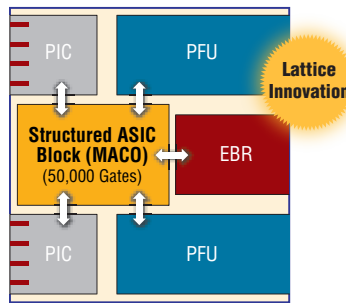 PIC
PFU
Lattice
Innovation
Structured ASIC
Block (MACO)
(50,000 Gates)
EBR
PIC
PFU